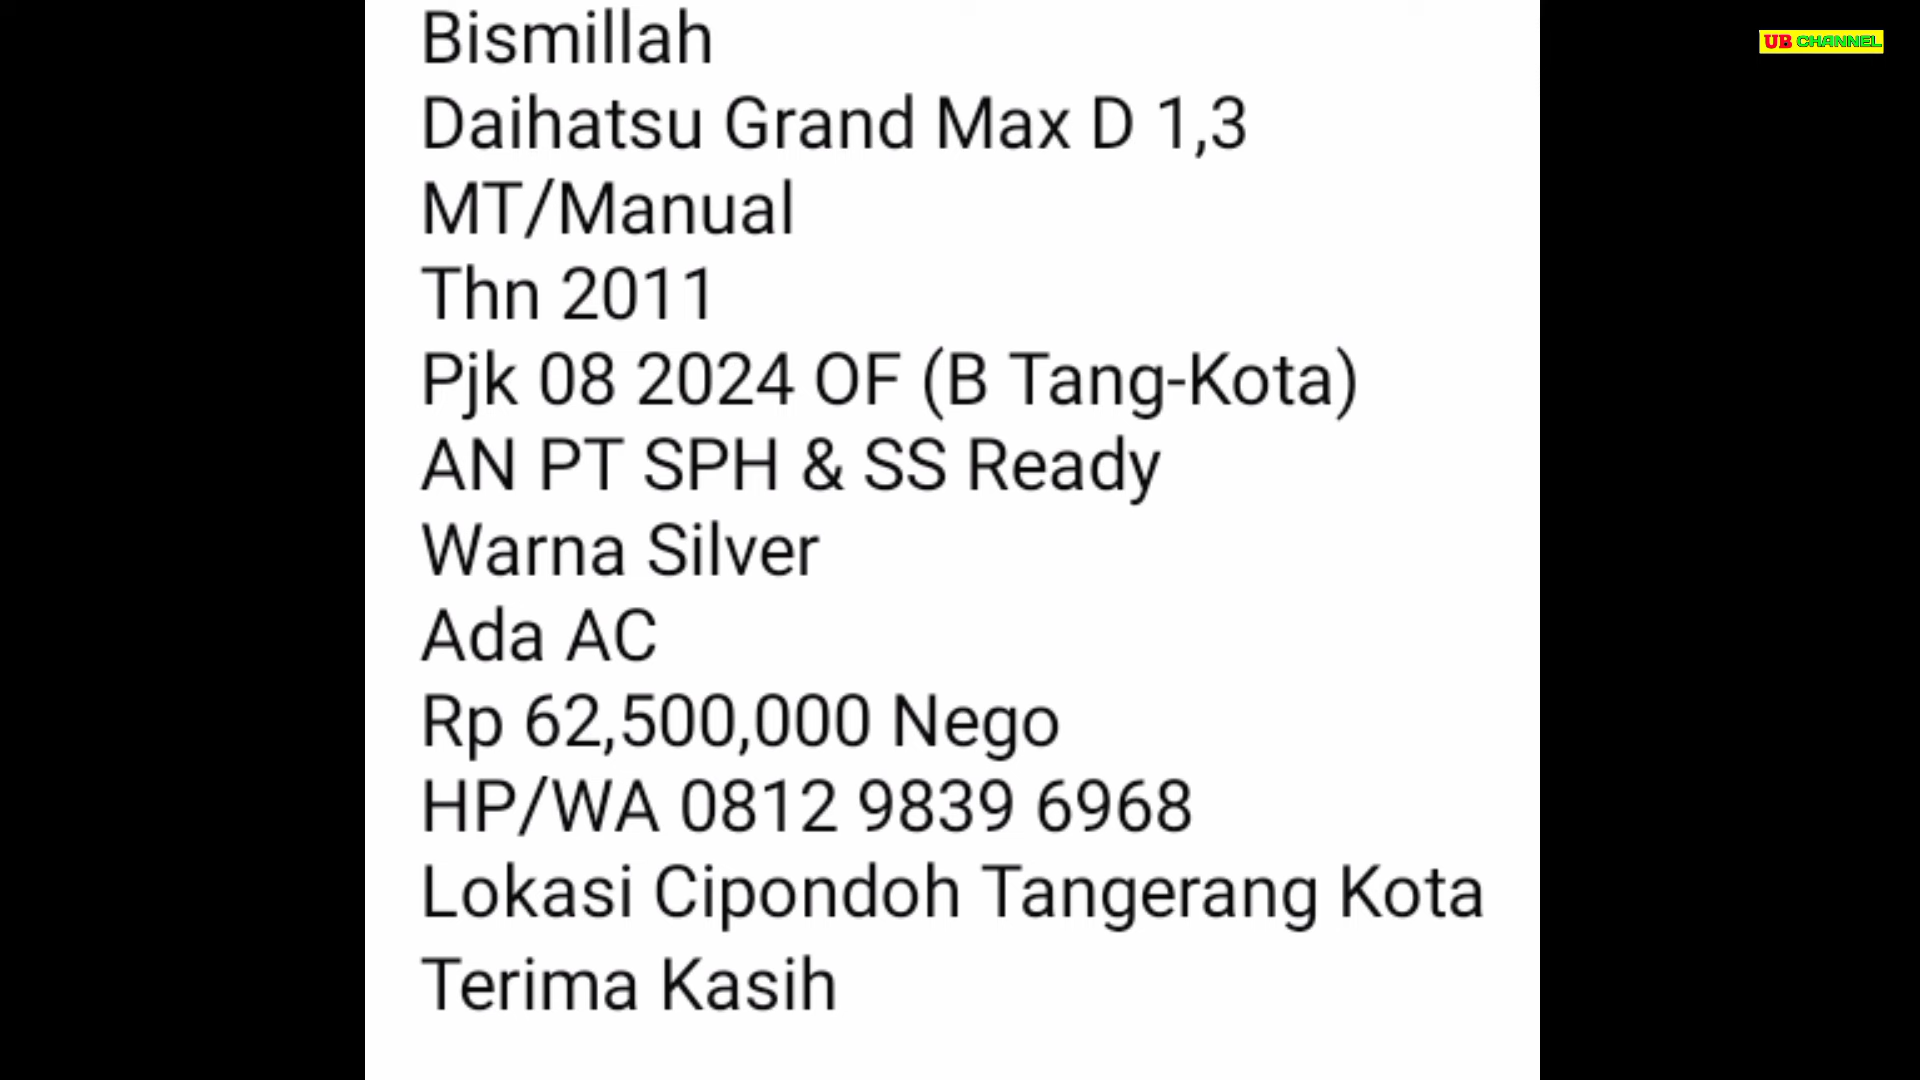 Bismillah
Daihatsu Grand Max D 1,3
MT/Manual
Thn 2011
Pjk 08 2024 OF (B Tang-Kota)
AN PT SPH & SS Ready
Warna Silver
Ada AC
Rp 62,500,000 Nego
HP/WA 0812 9839 6968
Lokasi Cipondoh Tangerang Kota
Terima Kasih
UB CHANNEL